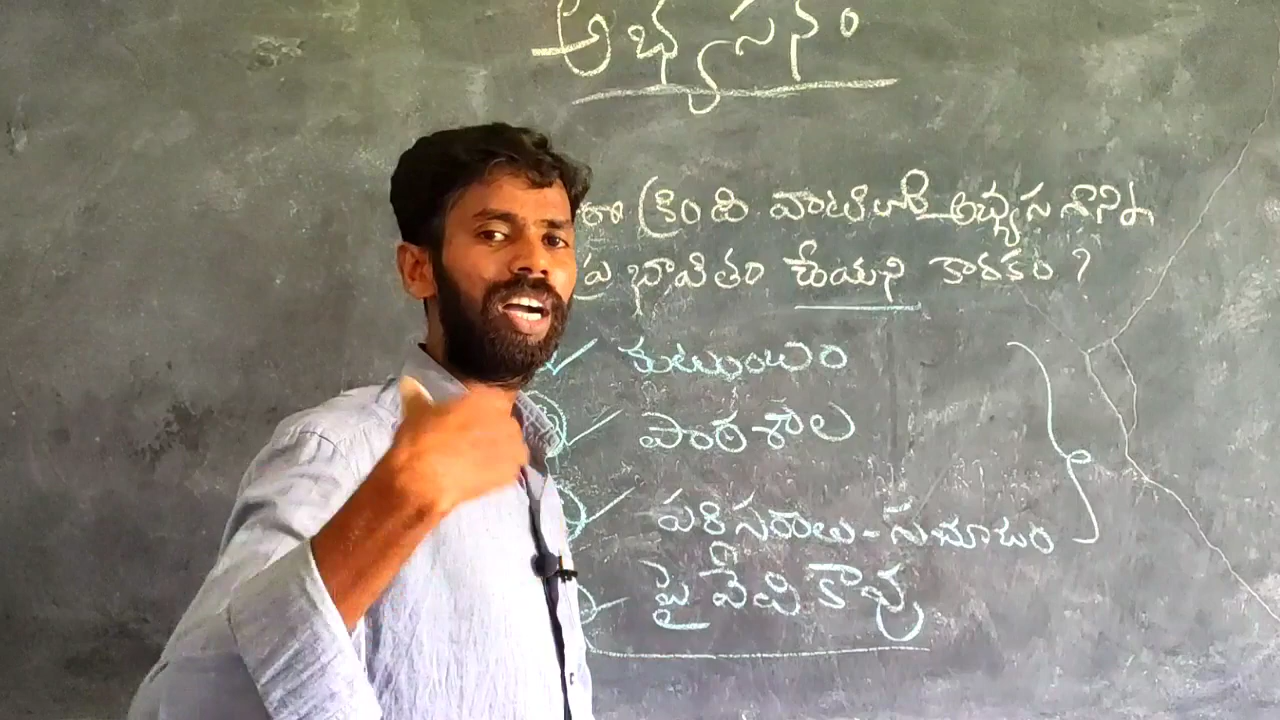 అభ్యసనం
క్రింది వాటిలో అభ్యసనాన్ని
ప్రభావితం చేయని కారకం ?
కుటుంబం
పాఠశాల
పరిసరాలు - సమాజం
పై వేవి కావు